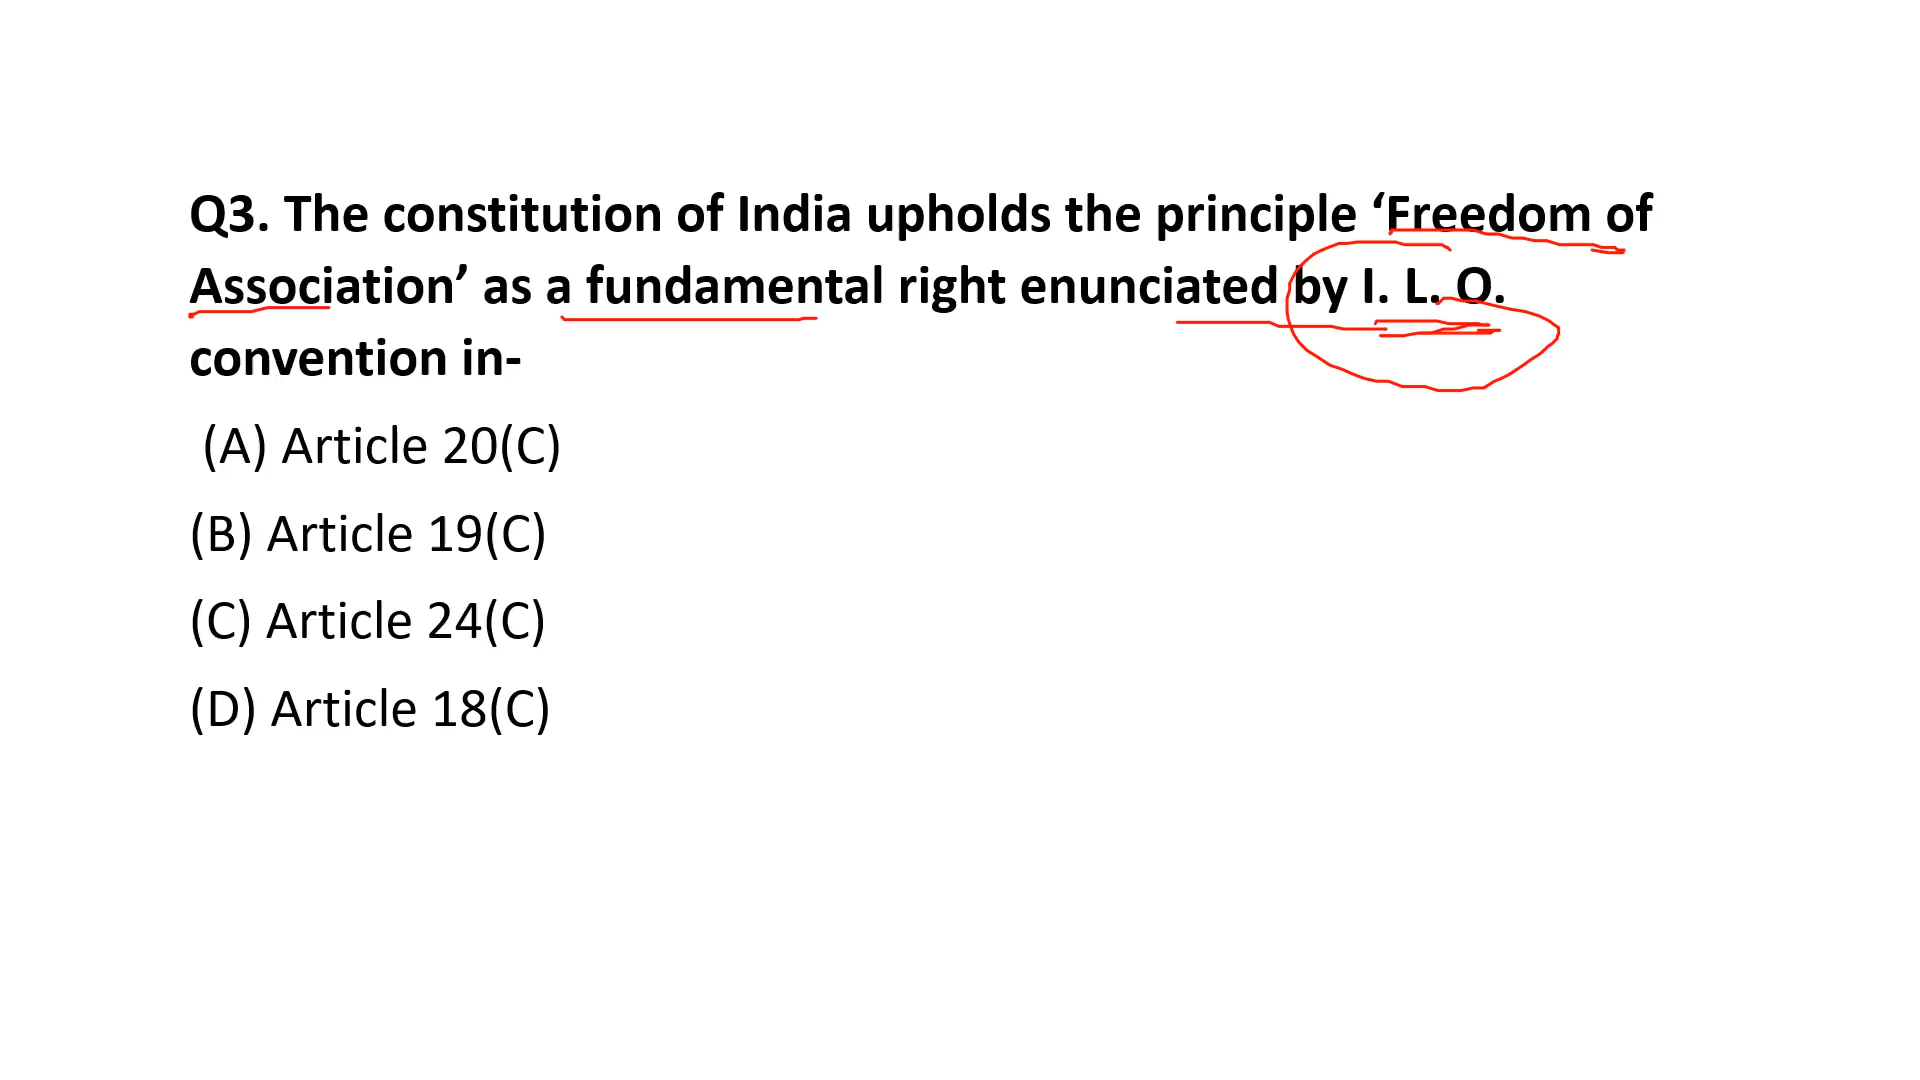 Q3. The constitution of India upholds the principle ‘Freedom of
Association’ as a fundamental right enunciated by I. L. O.
convention in-
(A) Article 20(C)
(B) Article 19(C)
(C) Article 24(C)
(D) Article 18(C)